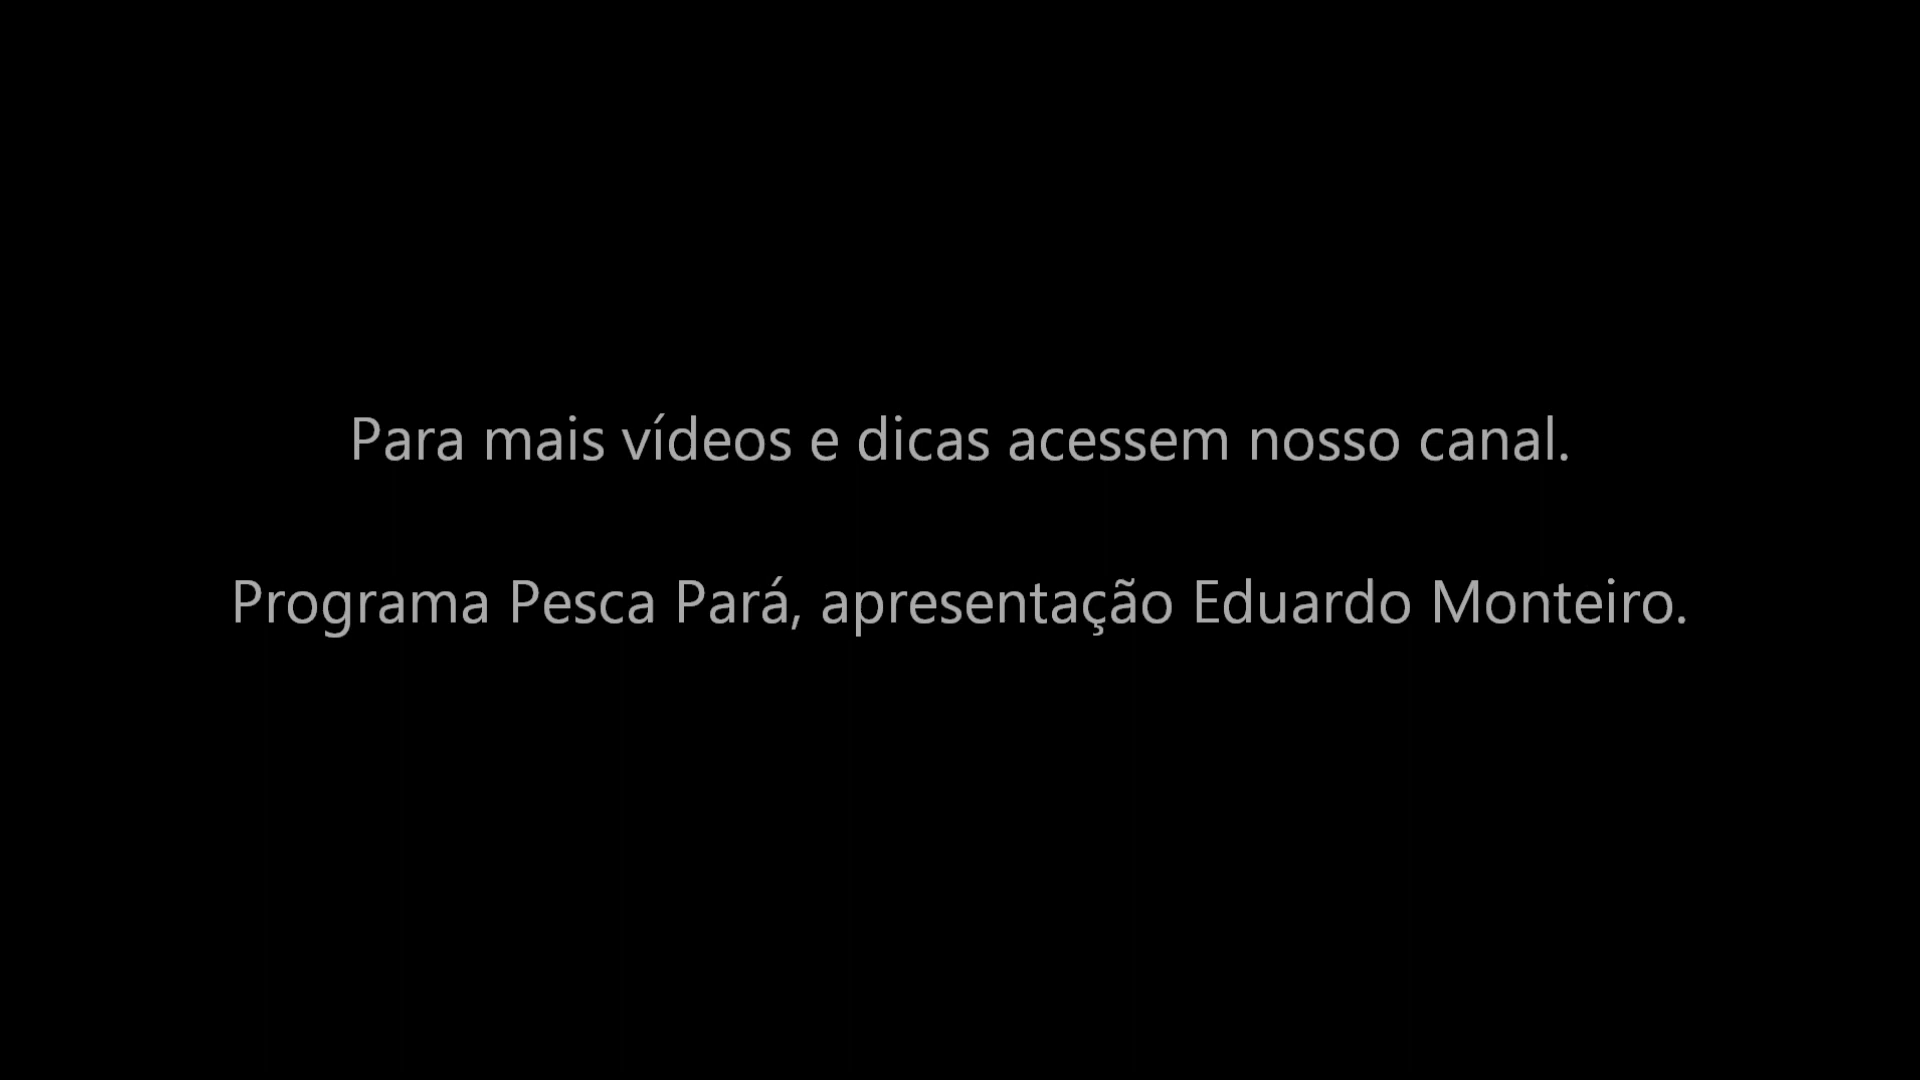 Para mais vídeos e dicas acessem nosso canal.
Programa Pesca Pará, apresentação Eduardo Monteiro.